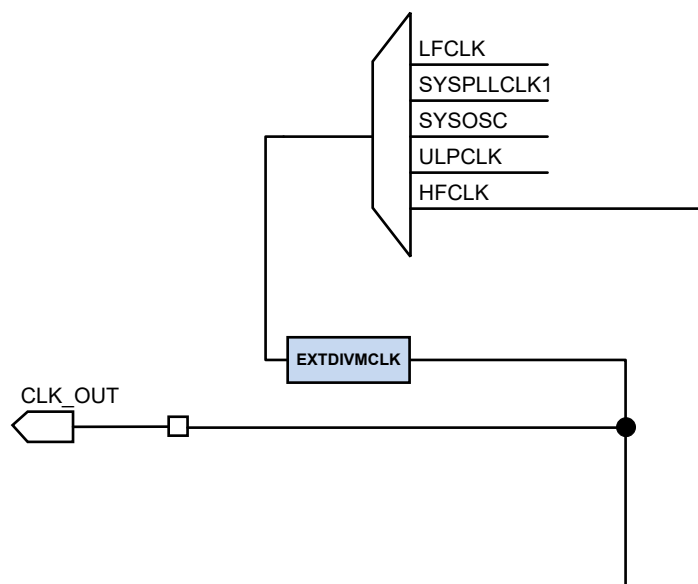 LFCLK
SYSPLLCLK1
SYSOSC
ULPCLK
HFCLK
EXTDIVMCLK
CLK_OUT